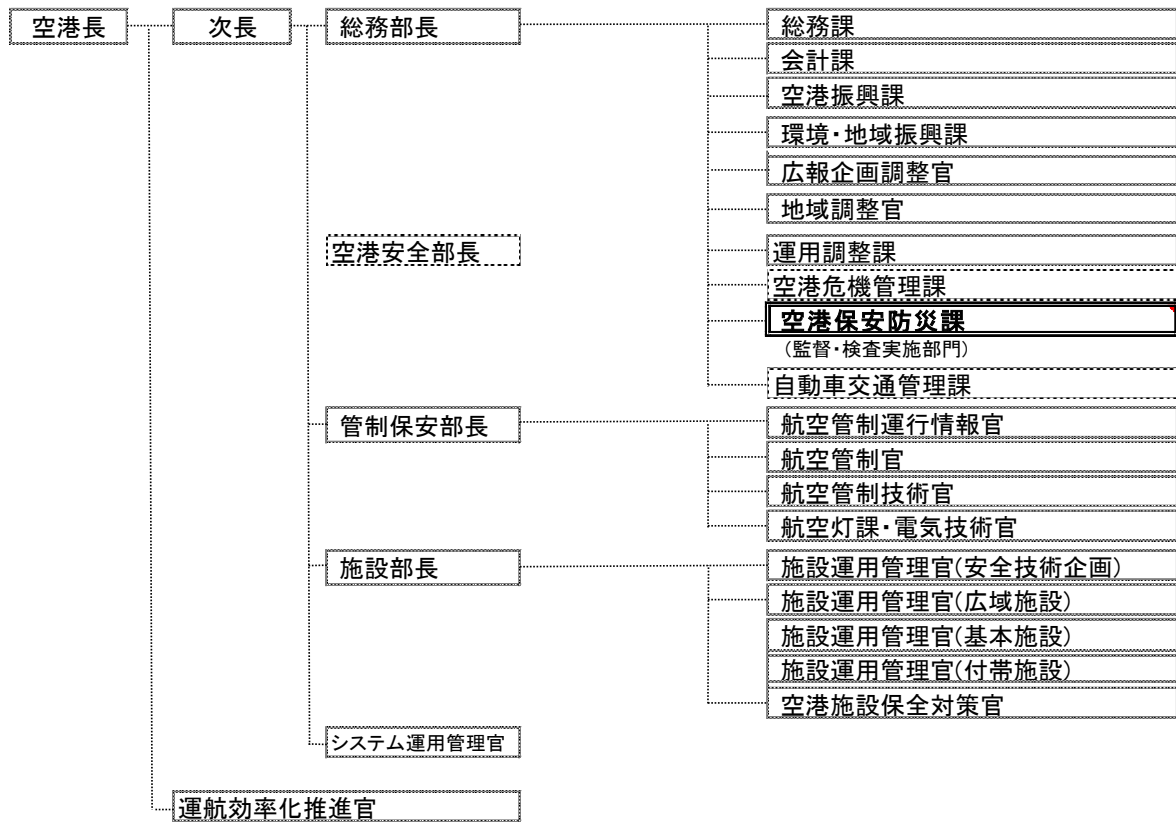 空港長
次長
総務部長
総務課
会計課
空港振興課
環境・地域振興課
広報企画調整官
地域調整官
空港安全部長
運用調整課
空港危機管理課
空港保安防災課
(監督・検査実施部門)
自動車交通管理課
管制保安部長
航空管制運行情報官
航空管制官
航空管制技術官
航空灯課・電気技術官
施設部長
施設運用管理官(安全技術企画)
施設運用管理官(広域施設)
施設運用管理官(基本施設)
施設運用管理官(付帯施設)
空港施設保全対策官
システム運用管理官
運航効率化推進官